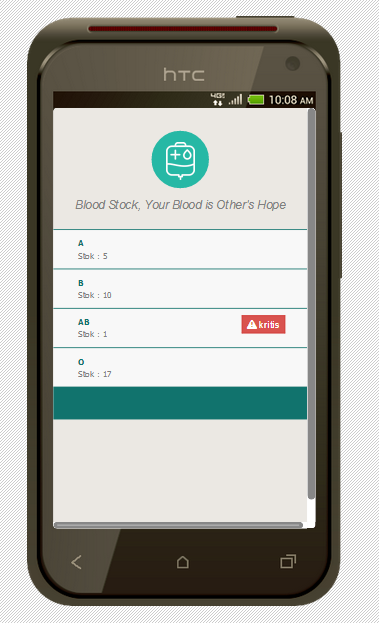 hTC
4G
10:08 AM
Blood Stock, Your Blood is Other's Hope
A
Stok : 5
B
Stok : 10
AB
Stok : 1
kritis
O
Stok : 17